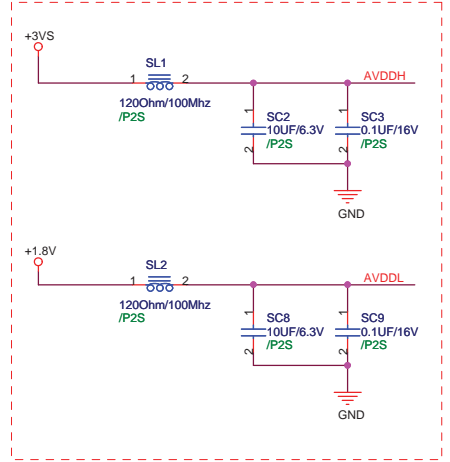 +3VS
SL1
AVDDH
1 2
120Ohm/100Mhz
/P2S
1 SC2
10UF/6.3V
2 /P2S
1 SC3
0.1UF/16V
2 /P2S
GND
+1.8V
SL2
AVDDL
1 2
120Ohm/100Mhz
/P2S
1 SC8
10UF/6.3V
2 /P2S
1 SC9
0.1UF/16V
2 /P2S
GND